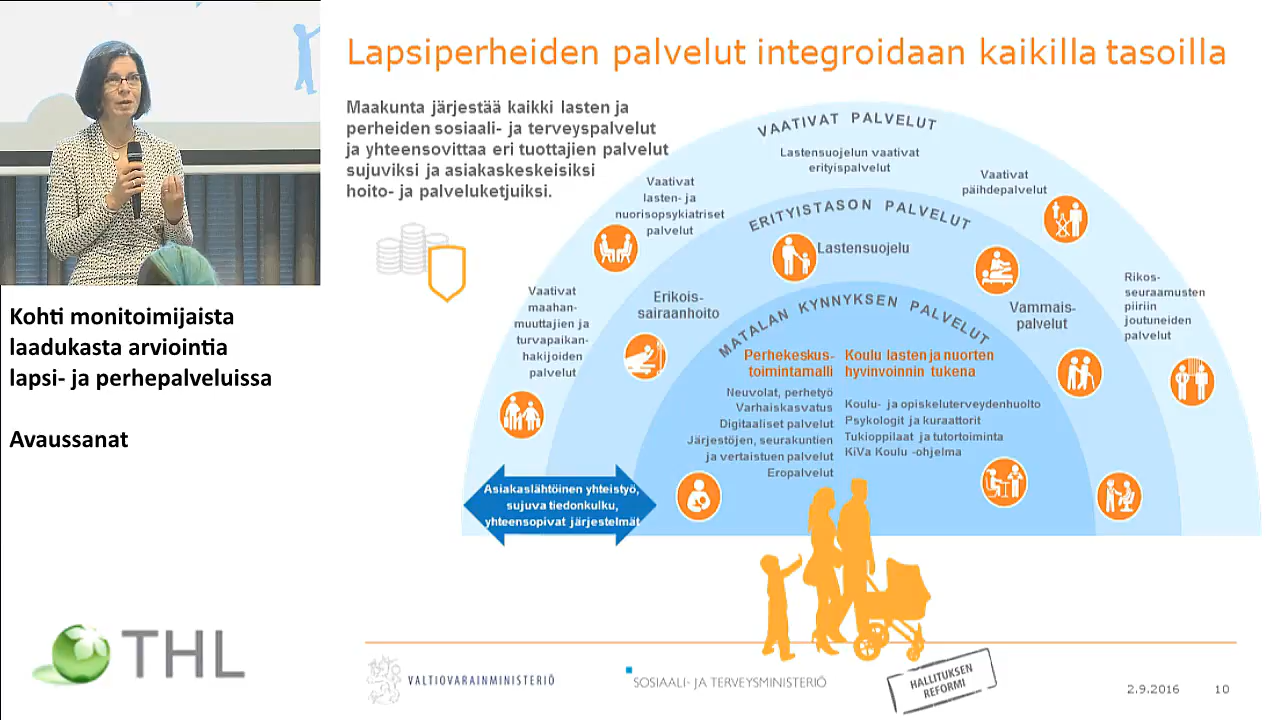 Lapsiperheiden palvelut integroidaan kaikilla tasoilla
Maakunta järjestää kaikki lasten ja
perheiden sosiaali- ja terveyspalvelut
ja yhteensovittaa eri tuottajien palvelut
sujuviksi ja asiakaskeskeisiksi
hoito- ja palveluketjuiksi.
VAATIVAT PALVELUT
Lastensuojelun vaativat
erityispalvelut
Vaativat
lasten- ja
nuorisopsykiatriset
palvelut
Vaativat
päihdepalvelut
Vaativat
maahan-
muuttajien ja
turvapaikan-
hakijoiden
palvelut
Rikos-
seuraamusten
piiriin
joutuneiden
palvelut
ERITYISTASON PALVELUT
Lastensuojelu
Erikois-
sairaanhoito
Vammais-
palvelut
MATALAN KYNNYKSEN PALVELUT
Perhekeskus-
toimintamalli
Neuvolat, perhetyö
Varhaiskasvatus
Digitaaliset palvelut
Järjestöjen, seurakuntien
ja vertaistuen palvelut
Eropalvelut
Koulu lasten ja nuorten
hyvinvoinnin tukena
Koulu- ja opiskeluterveydenhuolto
Psykologit ja kuraattorit
Tukioppilaat ja tutortoiminta
KiVa Koulu -ohjelma
Asiakaslähtöinen yhteistyö,
sujuva tiedonkulku,
yhteensopivat järjestelmät
Kohti monitoimijaista
laadukasta arviointia
lapsi- ja perhepalveluissa
Avaussanat
THL
VALTIOVARAINMINISTERIÖ
SOSIAALI- JA TERVEYSMINISTERIÖ
HALLITUKSEN
REFORMI
2.9.2016 10